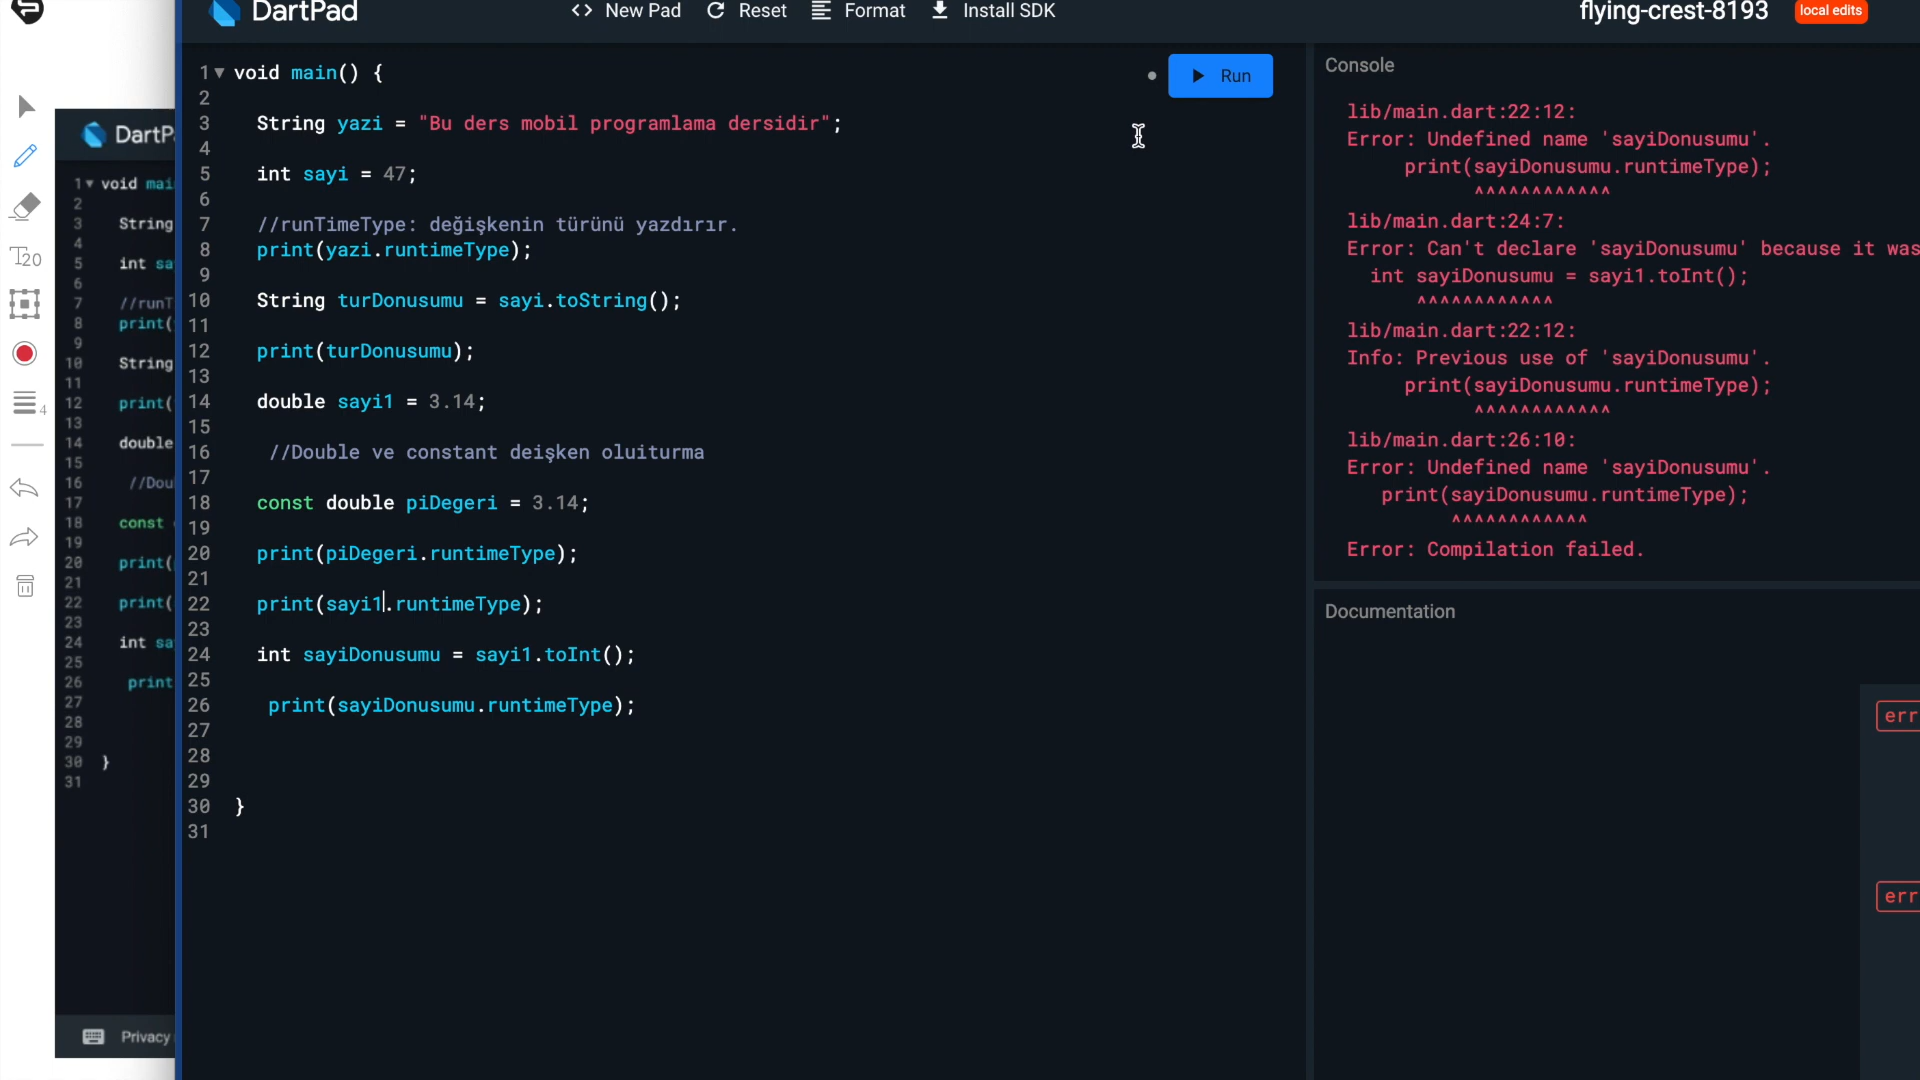 DartPad
<> New Pad
Reset
Format
Install SDK
flying-crest-8193
local edits
T20
4
DartPa
1 void mai
2
3 String
4
5 int sa
6
7 //runT
8 print(
9
10 String
11
12 print(
13
14 double
15
16 //Dou
17
18 const
19
20 print(
21
22 print(
23
24 int sa
25
26 print
27
28
29
30 }
31
Privacy
1 void main() {
2
3 String yazi = "Bu ders mobil programlama dersidir";
4
5 int sayi = 47;
6
7 //runTimeType: değişkenin türünü yazdırır.
8 print(yazi.runtimeType);
9
10 String turDonusumu = sayi.toString();
11
12 print(turDonusumu);
13
14 double sayi1 = 3.14;
15
16 //Double ve constant deişken oluiturma
17
18 const double piDegeri = 3.14;
19
20 print(piDegeri.runtimeType);
21
22 print(sayi1.runtimeType);
23
24 int sayiDonusumu = sayi1.toInt();
25
26 print(sayiDonusumu.runtimeType);
27
28
29
30 }
31
Run
Console
lib/main.dart:22:12:
Error: Undefined name 'sayiDonusumu'.
print(sayiDonusumu.runtimeType);
^^^^^^^^^^^^
lib/main.dart:24:7:
Error: Can't declare 'sayiDonusumu' because it was
int sayiDonusumu = sayi1.toInt();
^^^^^^^^^^^^
lib/main.dart:22:12:
Info: Previous use of 'sayiDonusumu'.
print(sayiDonusumu.runtimeType);
^^^^^^^^^^^^
lib/main.dart:26:10:
Error: Undefined name 'sayiDonusumu'.
print(sayiDonusumu.runtimeType);
^^^^^^^^^^^^
Error: Compilation failed.
Documentation
err
err